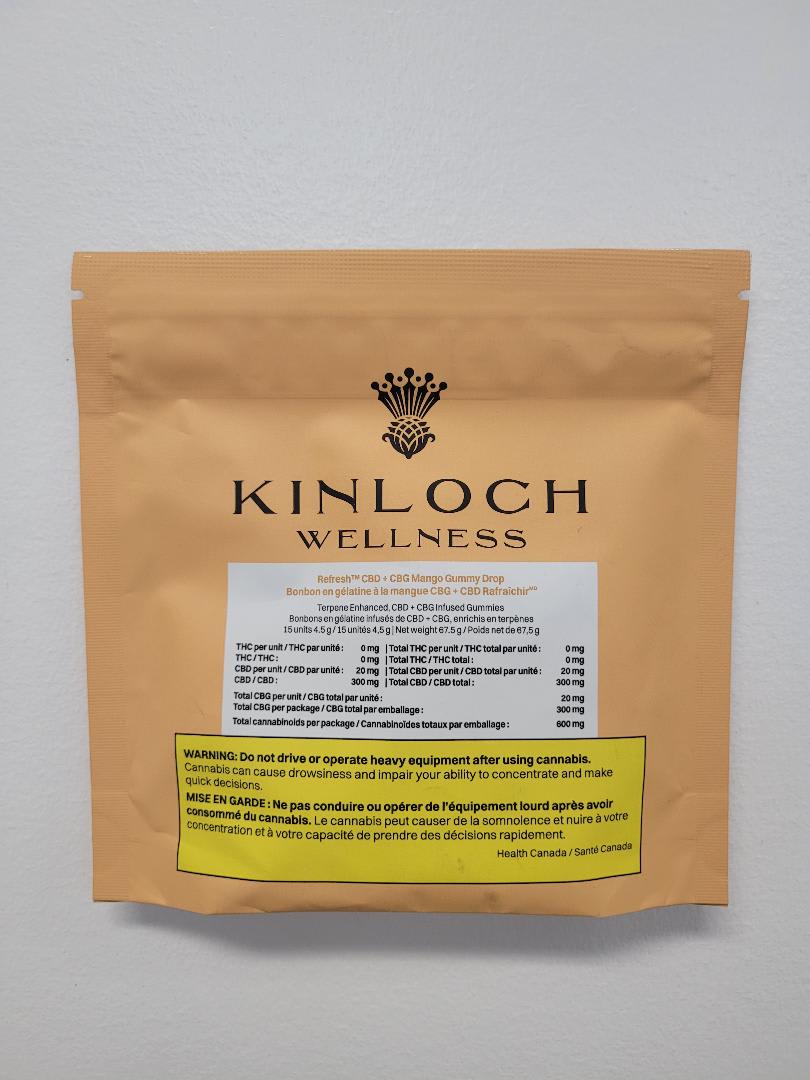 KINLOCH
WELLNESS
Refresh™ CBD + CBG Mango Gummy Drop
Bonbon en gélatine à la mangue CBG + CBD Rafraîchirᴹᴰ
Terpene Enhanced, CBD + CBG Infused Gummies
Bonbons en gélatine infusés de CBD + CBG, enrichis en terpènes
15 units 4.5 g / 15 unités 4,5 g | Net weight 67.5 g / Poids net de 67,5 g
THC per unit / THC par unité : 0 mg | Total THC per unit / THC total par unité : 0 mg
THC / THC : 0 mg | Total THC / THC total : 0 mg
CBD per unit / CBD par unité : 20 mg | Total CBD per unit / CBD total par unité : 20 mg
CBD / CBD : 300 mg | Total CBD / CBD total : 300 mg
Total CBG per unit / CBG total par unité : 20 mg
Total CBG per package / CBG total par emballage : 300 mg
Total cannabinoids per package / Cannabinoïdes totaux par emballage : 600 mg
WARNING: Do not drive or operate heavy equipment after using cannabis.
Cannabis can cause drowsiness and impair your ability to concentrate and make
quick decisions.
MISE EN GARDE : Ne pas conduire ou opérer de l'équipement lourd après avoir
consommé du cannabis. Le cannabis peut causer de la somnolence et nuire à votre
concentration et à votre capacité de prendre des décisions rapidement.
Health Canada / Santé Canada